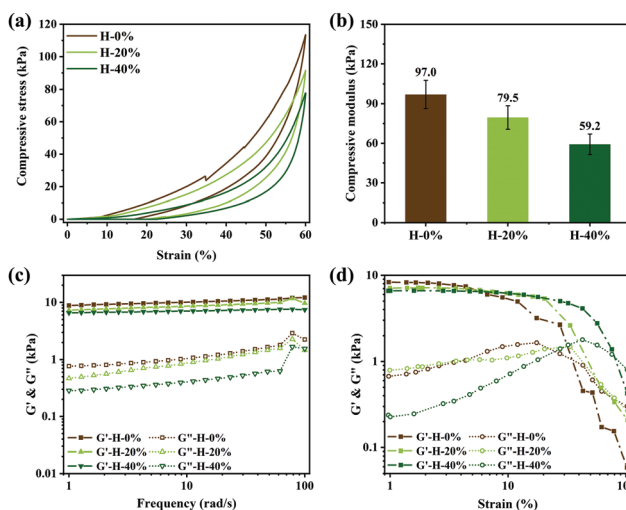 (a)
120
100
80
60
40
20
0
Compressive stress (kPa)
H-0%
H-20%
H-40%
0 10 20 30 40 50 60
Strain (%)
(b)
150
120
90
60
30
0
Compressive modulus (kPa)
97.0
79.5
59.2
H-0% H-20% H-40%
(c)
100
10
1
0.1
0.01
G' & G" (kPa)
G'-H-0% G"-H-0%
G'-H-20% G"-H-20%
G'-H-40% G"-H-40%
1 10 100
Frequency (rad/s)
(d)
10
1
0.1
G' & G" (kPa)
G'-H-0% G"-H-0%
G'-H-20% G"-H-20%
G'-H-40% G"-H-40%
1 10% 100
Strain (%)